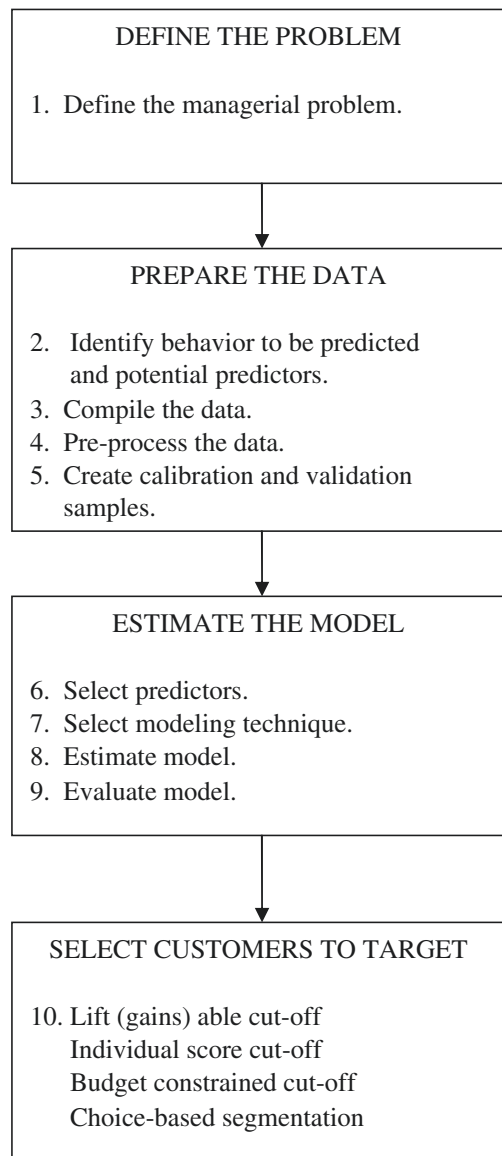 DEFINE THE PROBLEM
1. Define the managerial problem.
PREPARE THE DATA
2. Identify behavior to be predicted
and potential predictors.
3. Compile the data.
4. Pre-process the data.
5. Create calibration and validation
samples.
ESTIMATE THE MODEL
6. Select predictors.
7. Select modeling technique.
8. Estimate model.
9. Evaluate model.
SELECT CUSTOMERS TO TARGET
10. Lift (gains) able cut-off
Individual score cut-off
Budget constrained cut-off
Choice-based segmentation